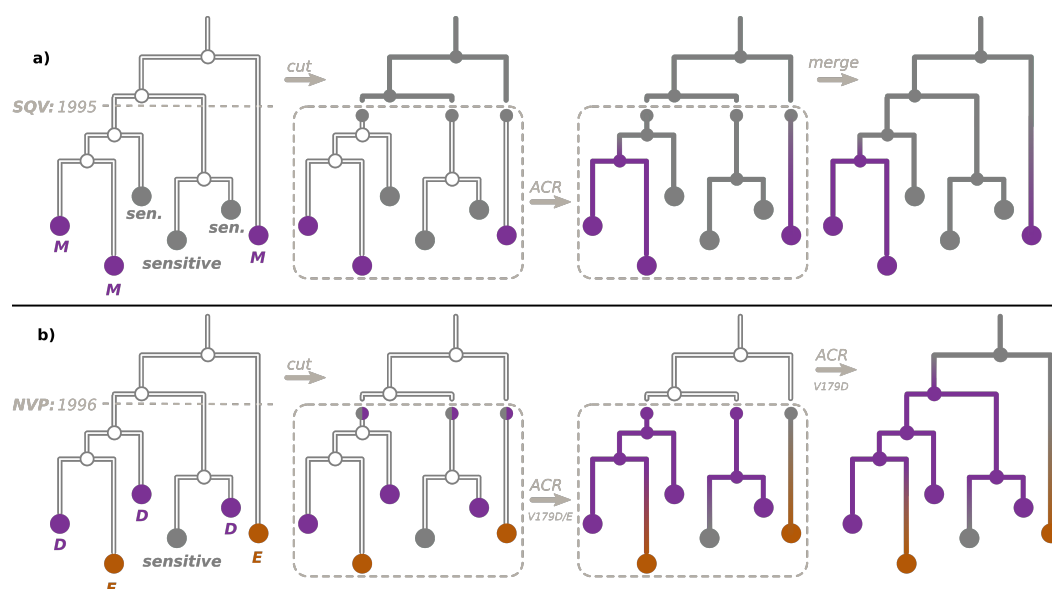 a)
cut
merge
SQV: 1995
ACR
sen.
sen.
M
sensitive
M
M
b)
cut
ACR
V179D
NVP: 1996
ACR
V179D/E
D
D
D
sensitive
E
E